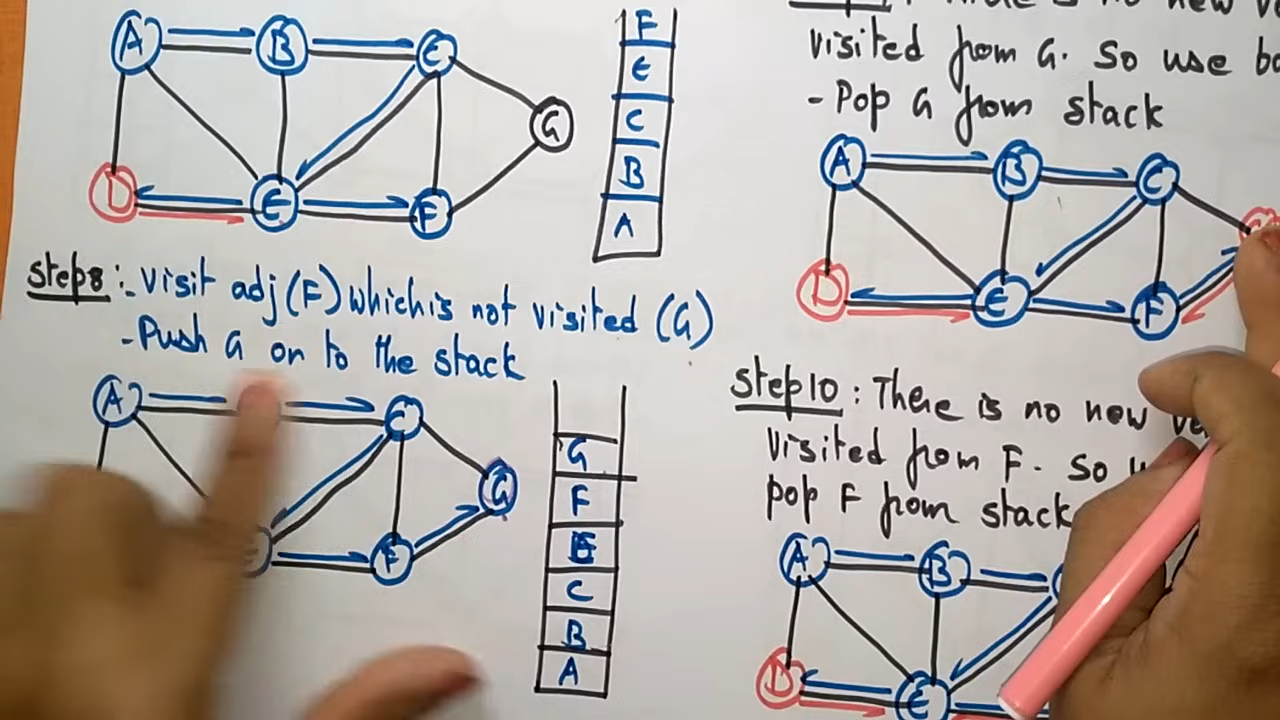 A B C
G
D E F
F
E
C
B
A
step8:- visit adj(F) which is not visited (G)
- Push G on to the stack
A C
G
F
G
F
E
C
B
A
visited from G. So use
- Pop G from stack
A B C
D E F
Step10: There is no new
visited from F. So
pop F from stack
A B
D E